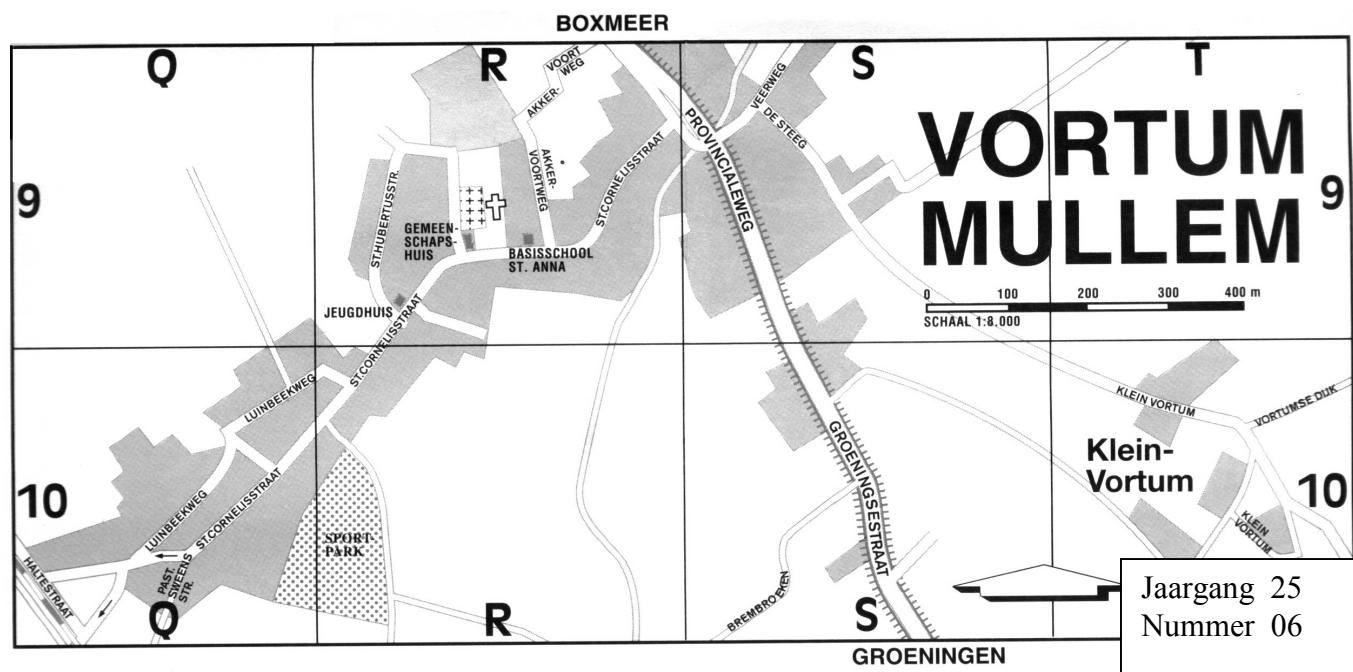 BOXMEER
Q
R
S
T
VOORT
WEG
AKKER-
VEERWEG
DE STEEG
PROVINCIALEWEG
VORTUM
MULLEM
9
9
ST.HUBERTUSSTR.
AKKER-
VOORTWEG
ST.CORNELISSTRAAT
GEMEEN-
SCHAPS-
HUIS
BASISSCHOOL
ST. ANNA
0 100 200 300 400 m
SCHAAL 1:8.000
JEUGDHUIS
ST.CORNELISSTRAAT
LUINBEEKWEG
KLEIN VORTUM
VORTUMSE DIJK
GROENINGSESTRAAT
Klein-
Vortum
10
10
LUINBEEKWEG
ST.CORNELISSTRAAT
SPORT-
PARK
KLEIN
VORTUM
HALTESTRAAT
PAST.
SWEENS
STR.
BREMBROEKEN
Q
R
S
Jaargang 25
Nummer 06
GROENINGEN